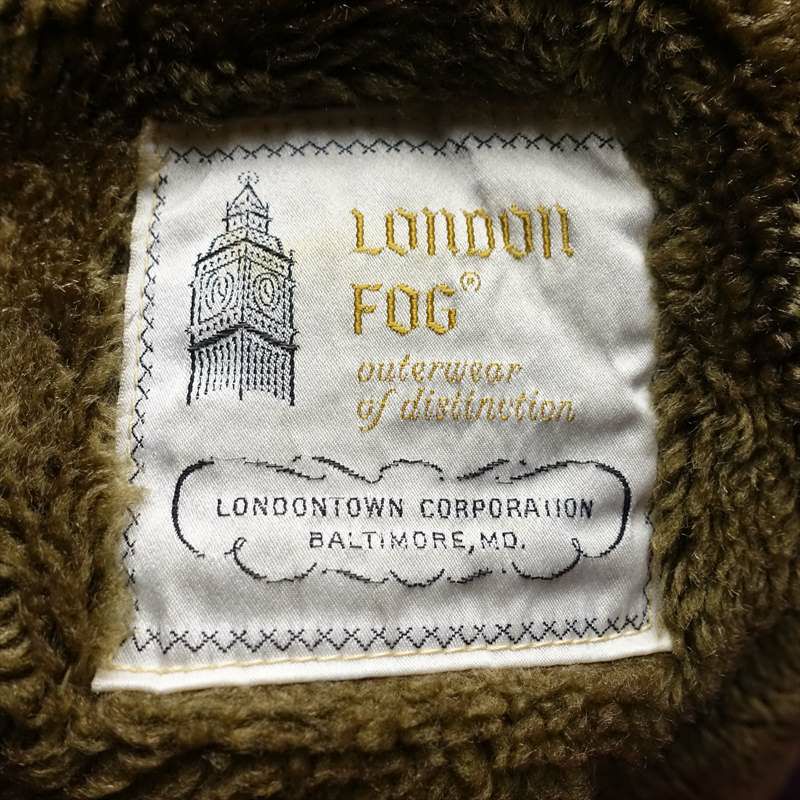 LONDON
FOG®
outerwear
of distinction
LONDONTOWN CORPORATION
BALTIMORE, MD.